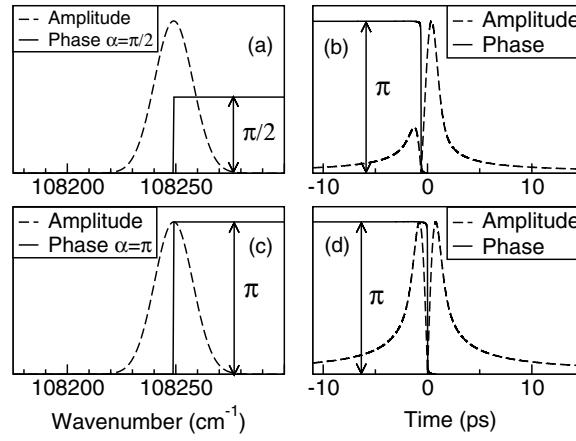 Amplitude
Phase α=π/2
(a)
π/2
108200
108250
Amplitude
Phase
(b)
π
-10
0
10
Amplitude
Phase α=π
(c)
π
108200
108250
Wavenumber (cm⁻¹)
Amplitude
Phase
(d)
π
-10
0
10
Time (ps)